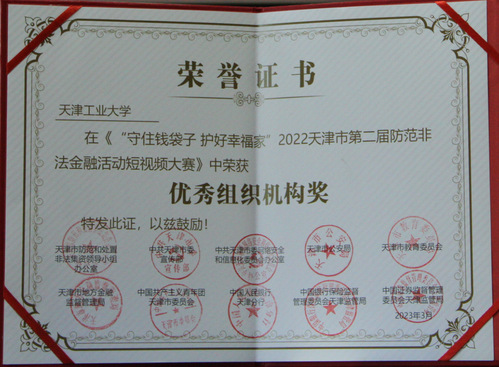 荣誉证书
天津工业大学
在《“守住钱袋子 护好幸福家”2022天津市第二届防范非
法金融活动短视频大赛》中荣获
优秀组织机构奖
特发此证，以兹鼓励！
天津市防范和处置
非法集资领导小组
办公室
中共天津市委
宣传部
中共天津市委网络安全
和信息化委员会办公室
天津市公安局
天津市教育委员会
天津市地方金融
监督管理局
中国共产主义青年团
天津市委员会
中国人民银行
天津分行
中国银行保险监督
管理委员会天津监管局
中国证券监督管理
委员会天津监管局
2023年3月